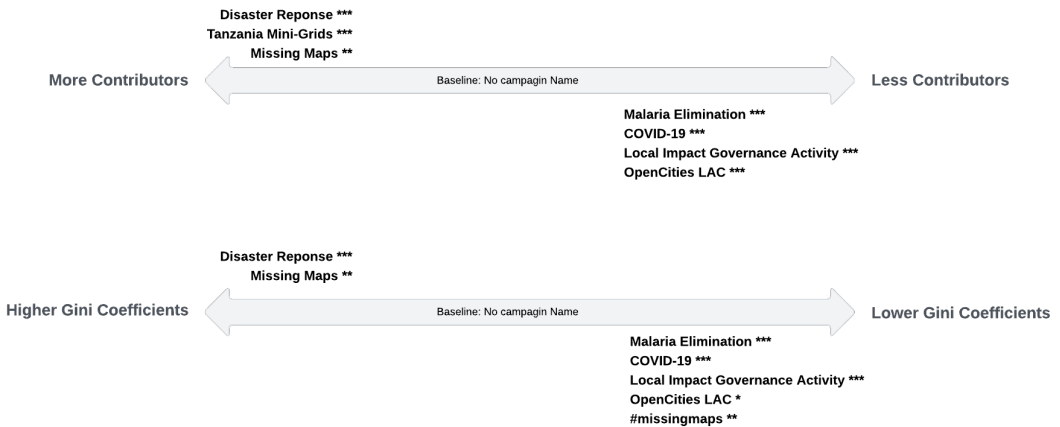 Disaster Reponse ***
Tanzania Mini-Grids ***
Missing Maps **
More Contributors
Baseline: No campagin Name
Less Contributors
Malaria Elimination ***
COVID-19 ***
Local Impact Governance Activity ***
OpenCities LAC ***
Disaster Reponse ***
Missing Maps **
Higher Gini Coefficients
Baseline: No campagin Name
Lower Gini Coefficients
Malaria Elimination ***
COVID-19 ***
Local Impact Governance Activity ***
OpenCities LAC *
#missingmaps **